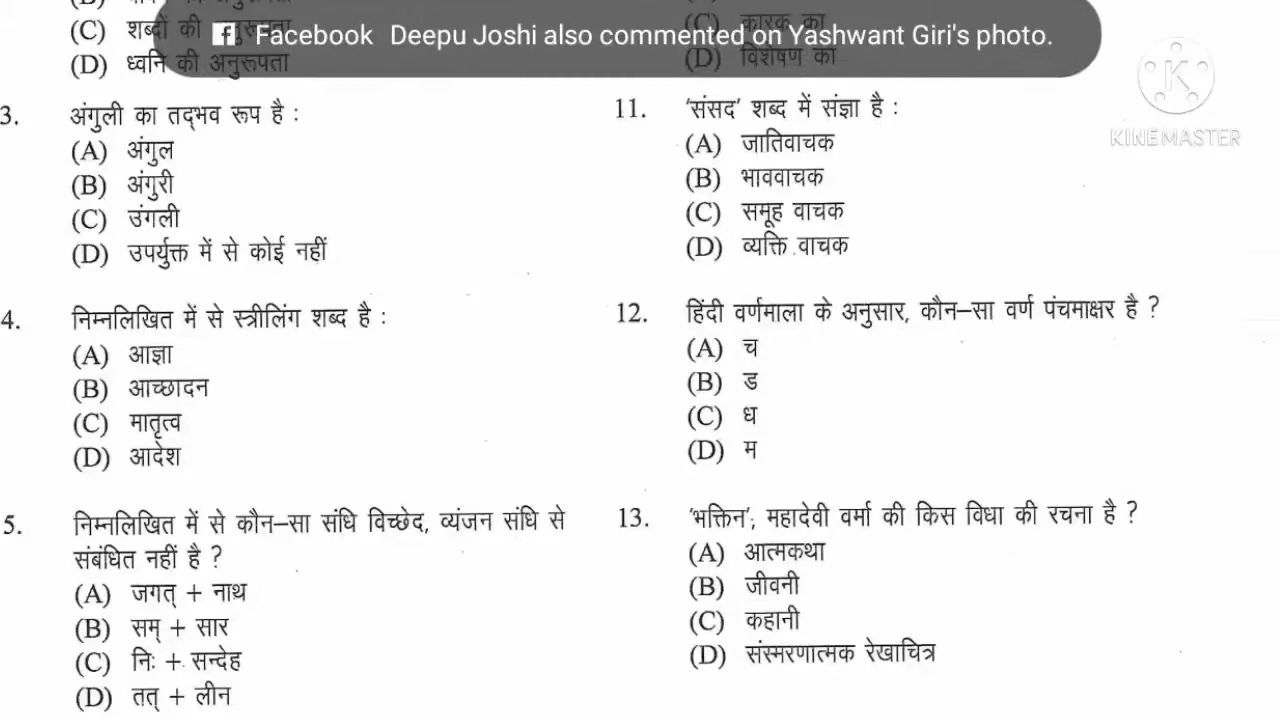 (C) शब्दों की
(D) ध्वनि की अनुरूपता
3. अंगुली का तद्भव रूप है :
(A) अंगुल
(B) अंगुरी
(C) उंगली
(D) उपर्युक्त में से कोई नहीं
4. निम्नलिखित में से स्त्रीलिंग शब्द है :
(A) आज्ञा
(B) आच्छादन
(C) मातृत्व
(D) आदेश
5. निम्नलिखित में से कौन–सा संधि विच्छेद, व्यंजन संधि से
संबंधित नहीं है ?
(A) जगत् + नाथ
(B) सम् + सार
(C) निः + सन्देह
(D) तत् + लीन
Facebook Deepu Joshi also commented on Yashwant Giri's photo.
(C) कारक का
(D) विशेषण का
11. 'संसद' शब्द में संज्ञा है :
(A) जातिवाचक
(B) भाववाचक
(C) समूह वाचक
(D) व्यक्ति वाचक
12. हिंदी वर्णमाला के अनुसार, कौन–सा वर्ण पंचमाक्षर है ?
(A) च
(B) ड
(C) ध
(D) म
13. 'भक्तिन'; महादेवी वर्मा की किस विधा की रचना है ?
(A) आत्मकथा
(B) जीवनी
(C) कहानी
(D) संस्मरणात्मक रेखाचित्र
K
KINEMASTER